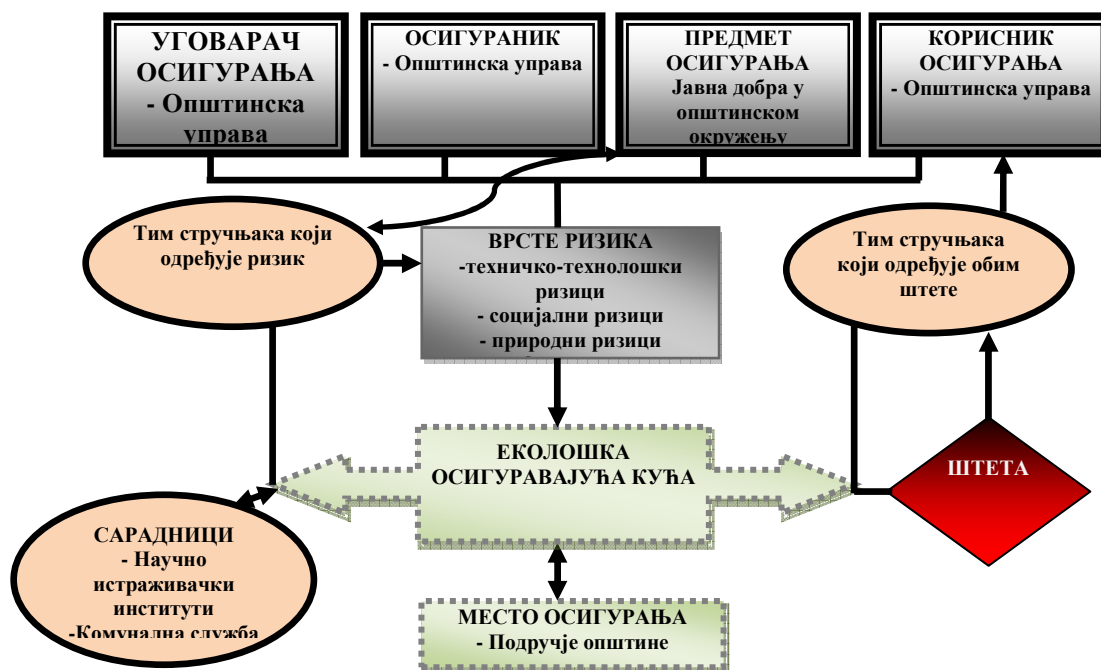 УГОВАРАЧ
ОСИГУРАЊА
- Општинска
управа
ОСИГУРАНИК
- Општинска управа
ПРЕДМЕТ
ОСИГУРАЊА
Јавна добра у
општинском
окружењу
КОРИСНИК
ОСИГУРАЊА
- Општинска управа
Тим стручњака који
одређује ризик
ВРСТЕ РИЗИКА
-техничко-технолошки
ризици
- социјални ризици
- природни ризици
Тим стручњака
који одређује обим
штете
ЕКОЛОШКА
ОСИГУРАВАЈУЋА КУЋА
ШТЕТА
САРАДНИЦИ
- Научно
истраживачки
институти
-Комунална служба
МЕСТО ОСИГУРАЊА
- Подручје општине